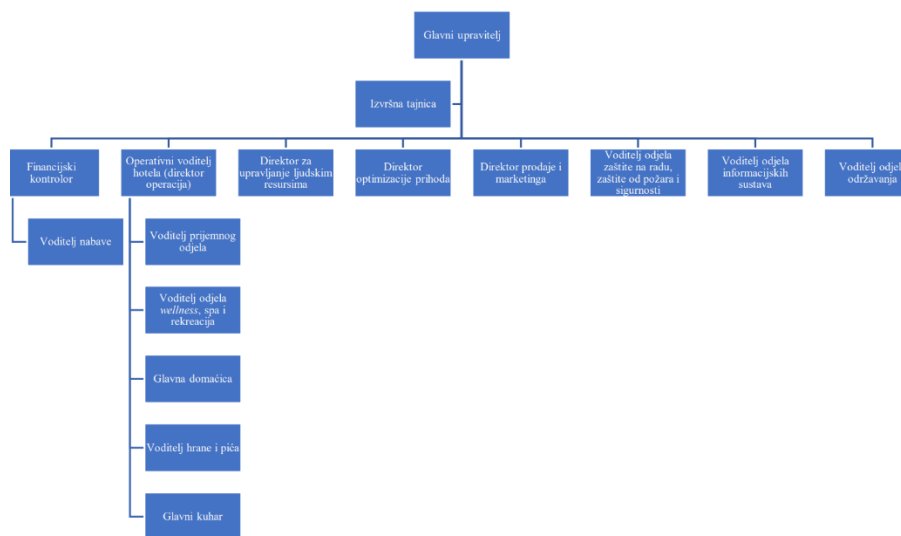 Glavni upravitelj
Izvršna tajnica
Financijski
kontrolor
Operativni voditelj
hotela (direktor
operacija)
Direktor za
upravljanje ljudskim
resursima
Direktor
optimizacije prihoda
Direktor prodaje i
marketinga
Voditelj odjela
zaštite na radu,
zaštite od požara i
sigurnosti
Voditelj odjela
informacijskih
sustava
Voditelj odjela
održavanja
Voditelj nabave
Voditelj prijemnog
odjela
Voditelj odjela
wellness, spa i
rekreacija
Glavna domaćica
Voditelj hrane i pića
Glavni kuhar